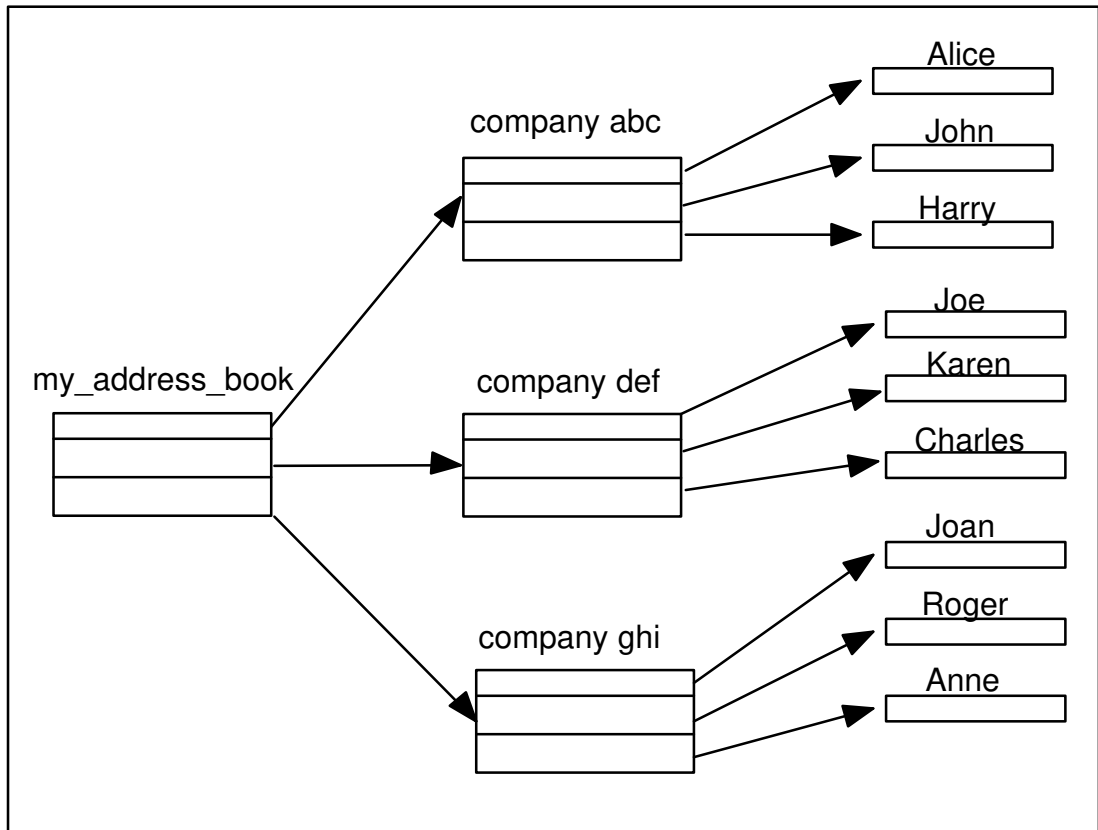 my_address_book
company abc
Alice
John
Harry
company def
Joe
Karen
Charles
company ghi
Joan
Roger
Anne